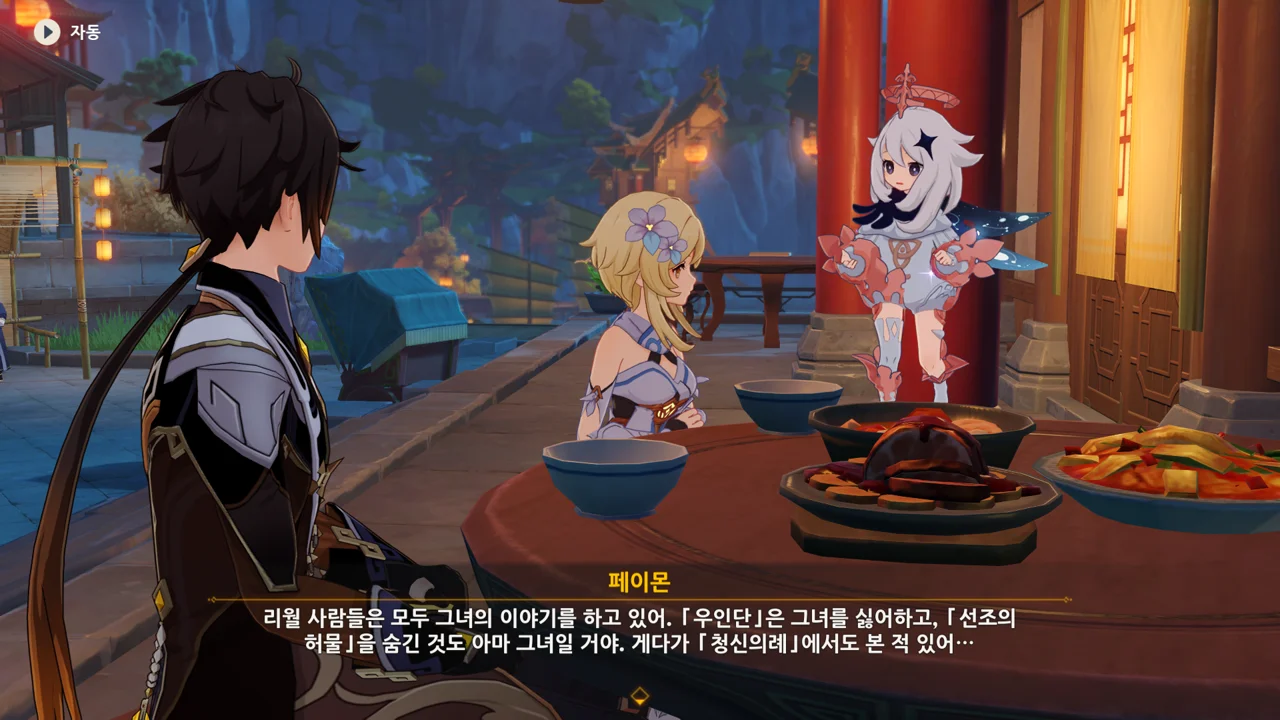 자동
페이몬
리월 사람들은 모두 그녀의 이야기를 하고 있어. 「우인단」은 그녀를 싫어하고, 「선조의
허물」을 숨긴 것도 아마 그녀일 거야. 게다가 「청신의례」에서도 본 적 있어…